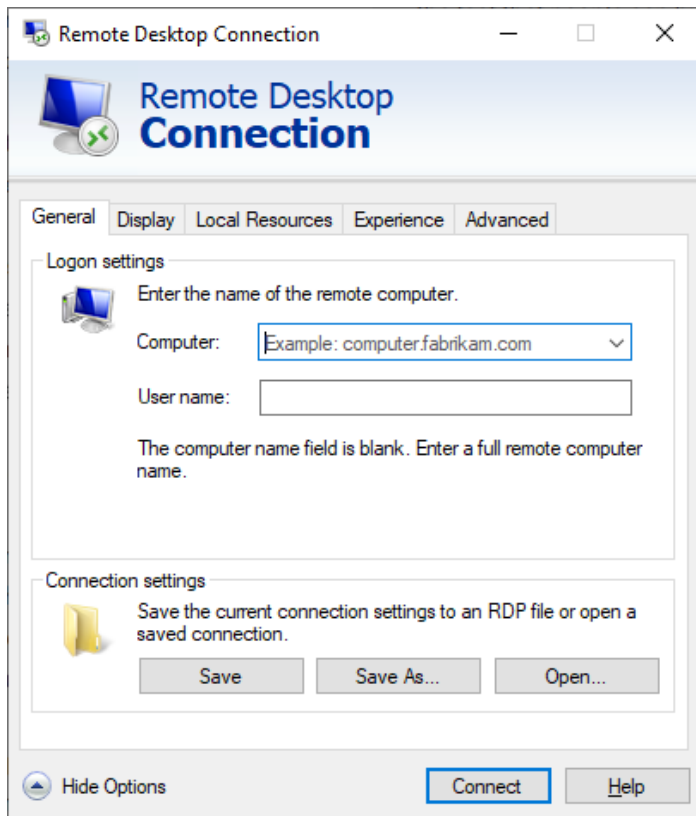 Remote Desktop Connection
Remote Desktop
Connection
General Display Local Resources Experience Advanced
Logon settings
Enter the name of the remote computer.
Computer: Example: computer.fabrikam.com
User name:
The computer name field is blank. Enter a full remote computer
name.
Connection settings
Save the current connection settings to an RDP file or open a
saved connection.
Save Save As... Open...
Hide Options Connect Help